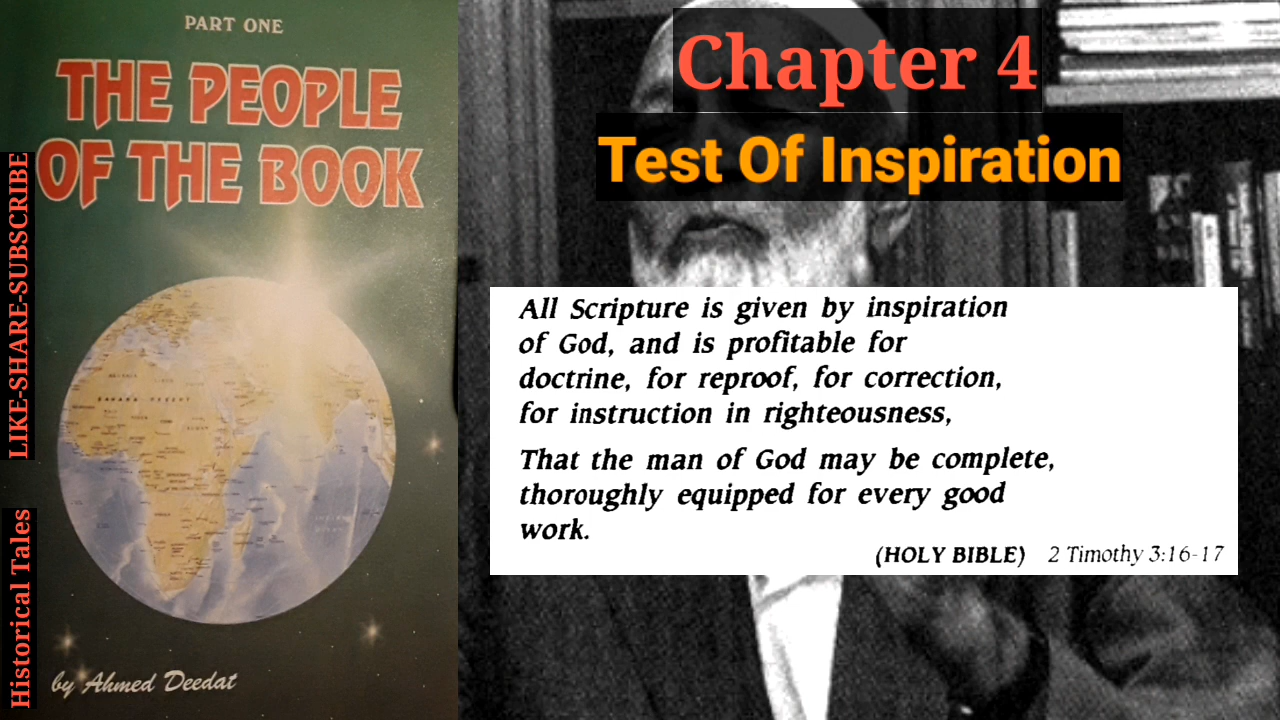 PART ONE
THE PEOPLE
OF THE BOOK
by Ahmed Deedat
LIKE-SHARE-SUBSCRIBE
Historical Tales
Chapter 4
Test Of Inspiration
All Scripture is given by inspiration
of God, and is profitable for
doctrine, for reproof, for correction,
for instruction in righteousness,
That the man of God may be complete,
thoroughly equipped for every good
work.
(HOLY BIBLE) 2 Timothy 3:16-17